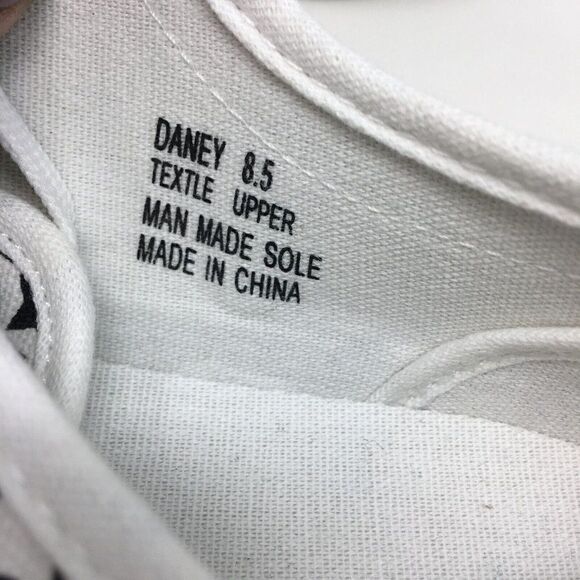 DANEY 8.5
TEXTLE UPPER
MAN MADE SOLE
MADE IN CHINA